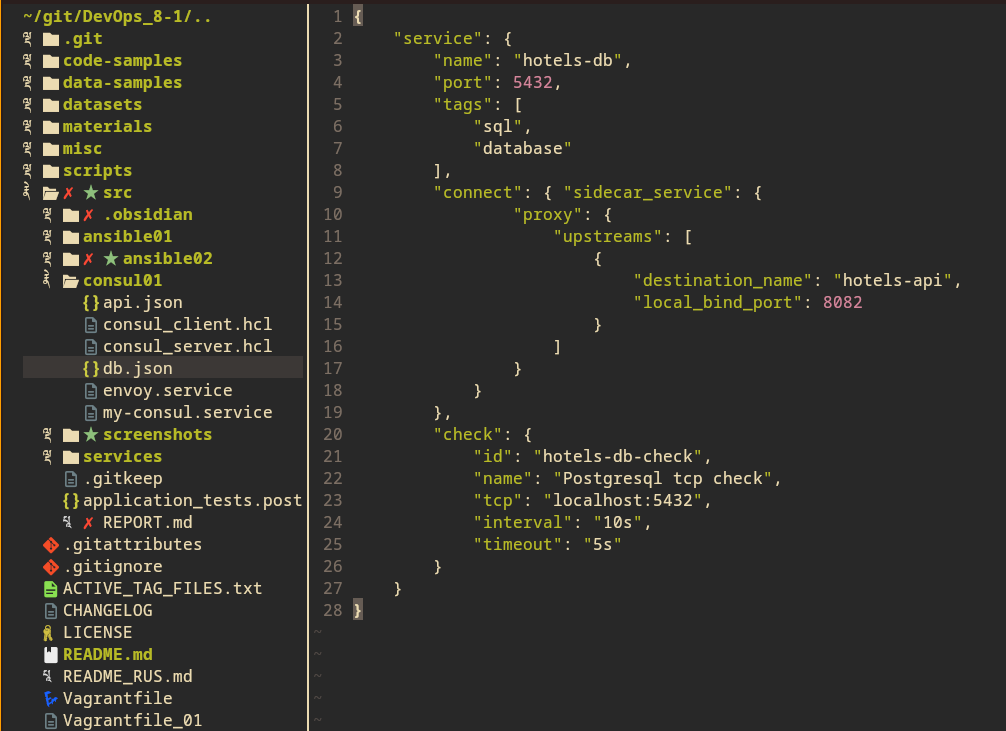 ~/git/DevOps_8-1/..
.git
code-samples
data-samples
datasets
materials
misc
scripts
src
.obsidian
ansible01
ansible02
consul01
{} api.json
consul_client.hcl
consul_server.hcl
{} db.json
envoy.service
my-consul.service
screenshots
services
.gitkeep
{} application_tests.post
REPORT.md
.gitattributes
.gitignore
ACTIVE_TAG_FILES.txt
CHANGELOG
LICENSE
README.md
README_RUS.md
Vagrantfile
Vagrantfile_01
1 {
2     "service": {
3         "name": "hotels-db",
4         "port": 5432,
5         "tags": [
6             "sql",
7             "database"
8         ],
9         "connect": { "sidecar_service": {
10                 "proxy": {
11                     "upstreams": [
12                         {
13                             "destination_name": "hotels-api",
14                             "local_bind_port": 8082
15                         }
16                     ]
17                 }
18             }
19         },
20         "check": {
21             "id": "hotels-db-check",
22             "name": "Postgresql tcp check",
23             "tcp": "localhost:5432",
24             "interval": "10s",
25             "timeout": "5s"
26         }
27     }
28 }
~
~
~
~
~